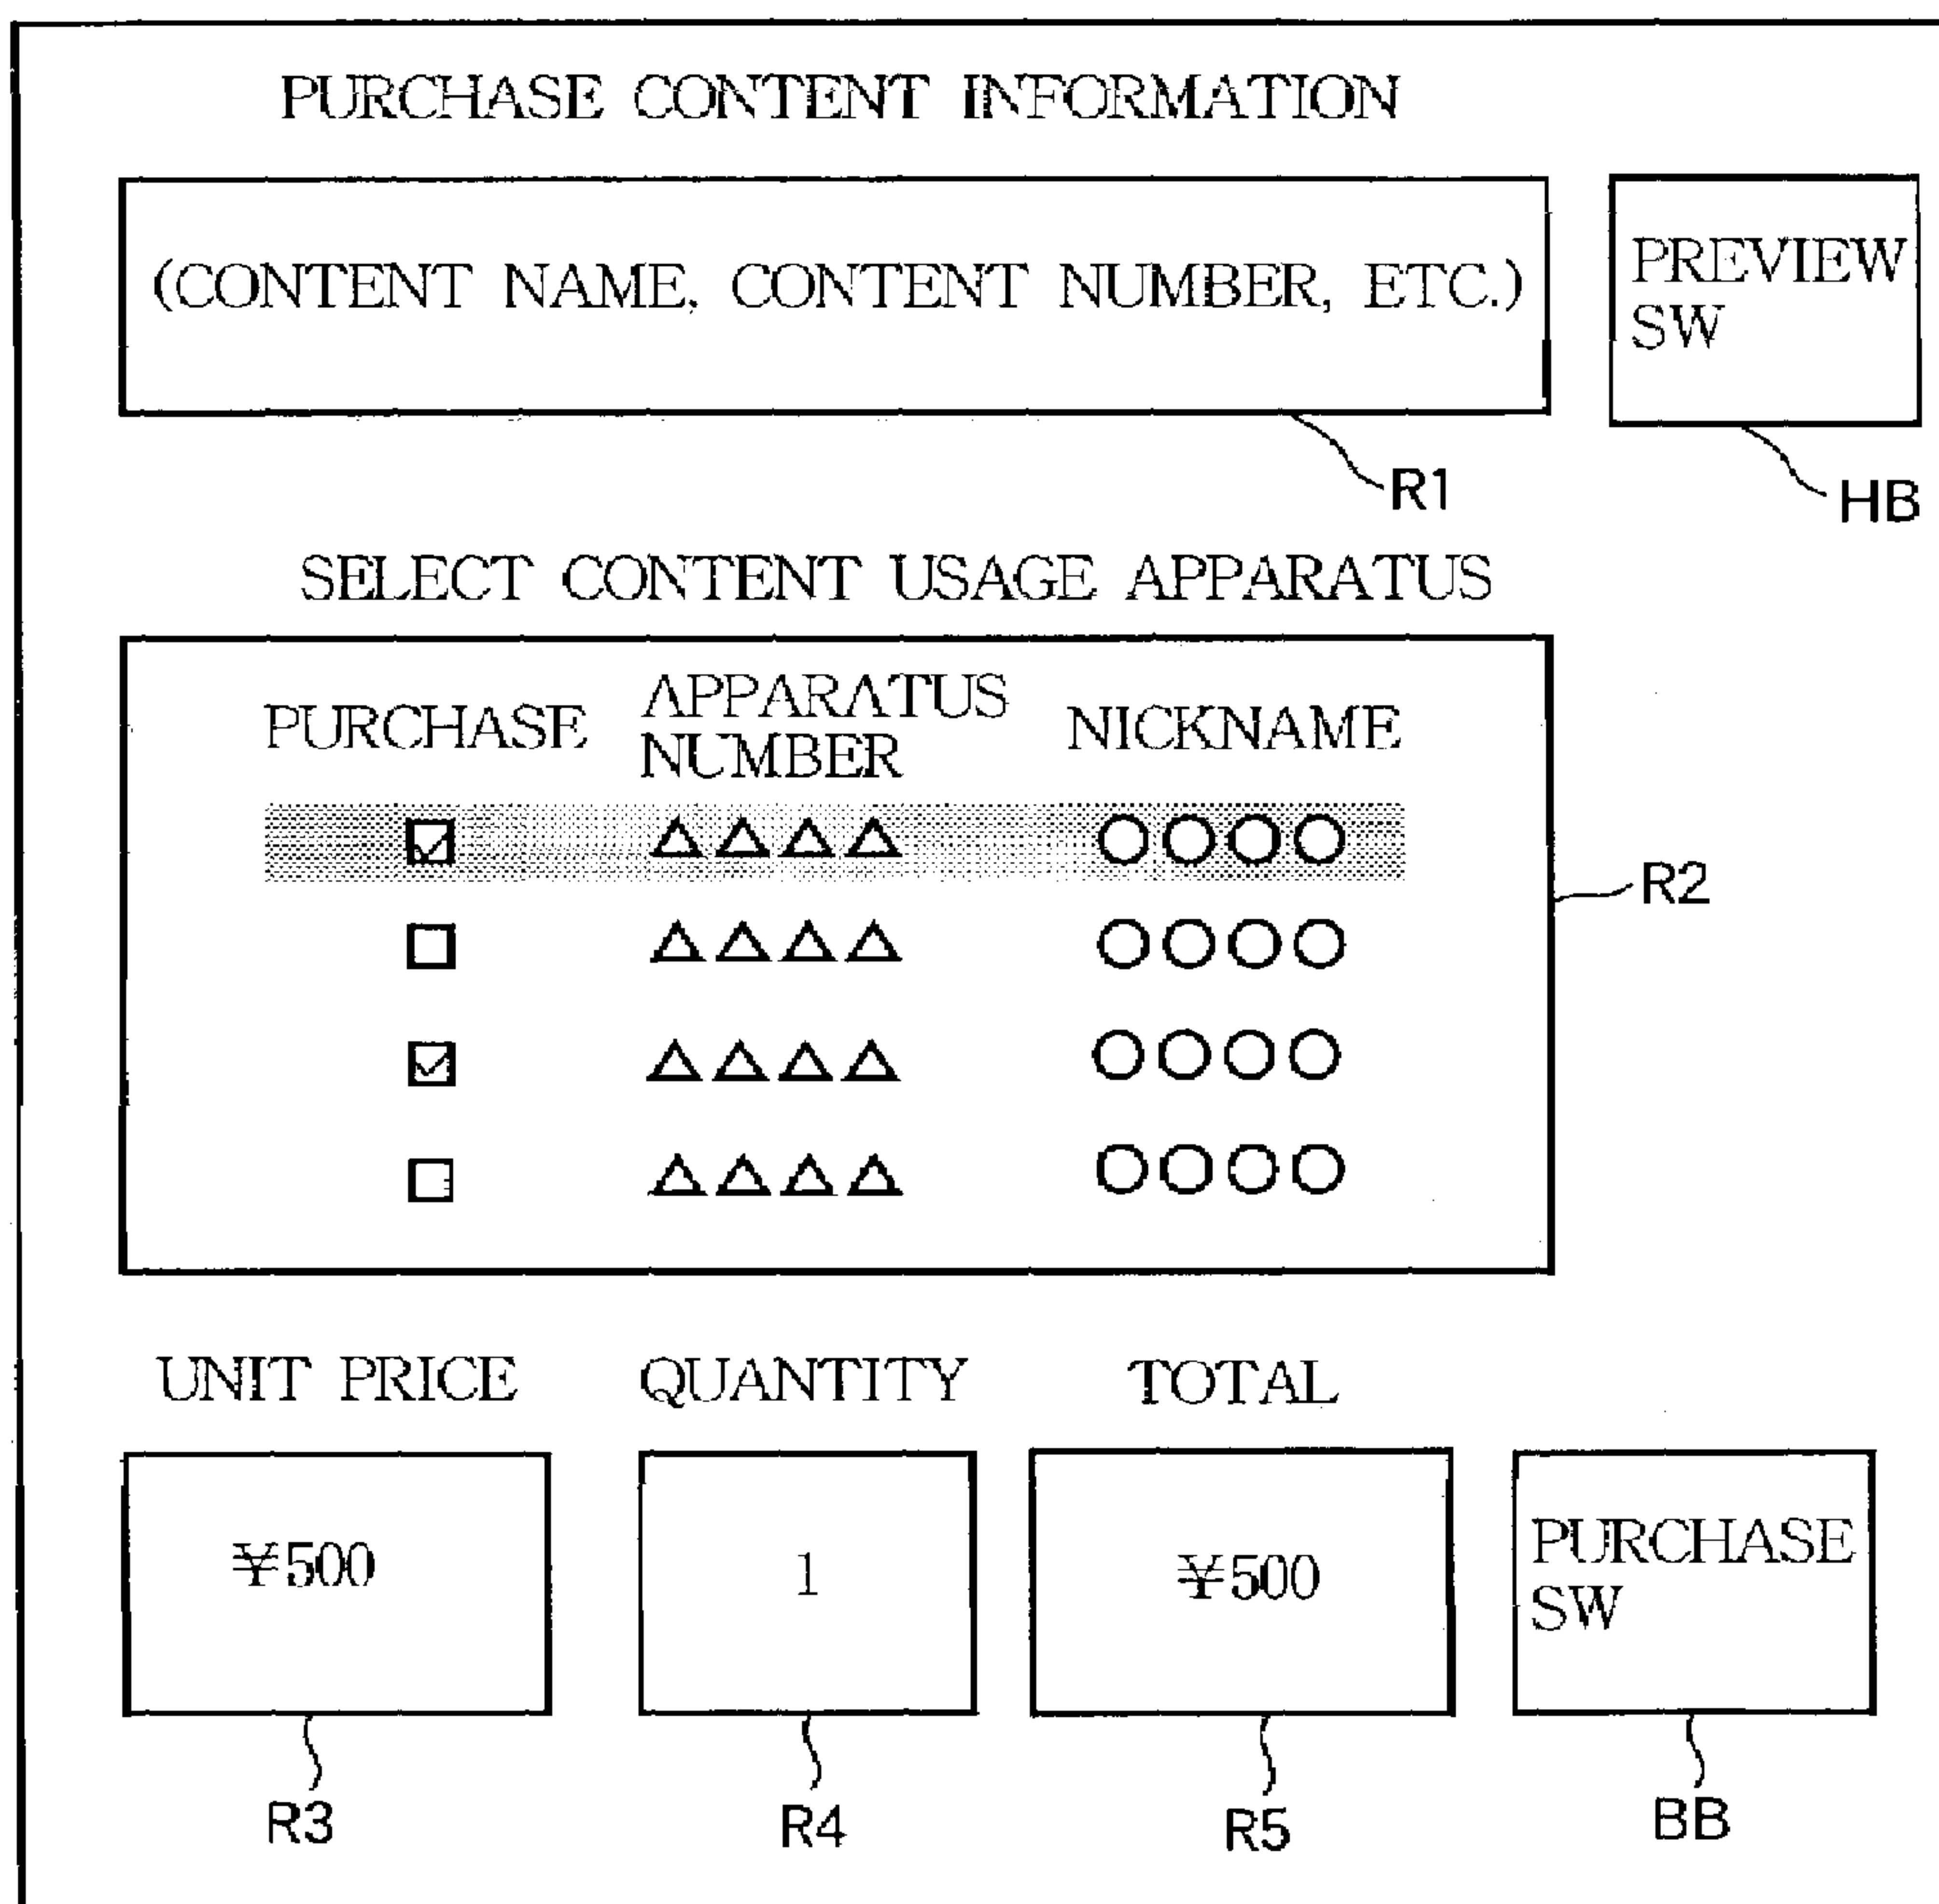 PURCHASE CONTENT INFORMATION
(CONTENT NAME, CONTENT NUMBER, ETC.)
PREVIEW
SW
R1
HB
SELECT CONTENT USAGE APPARATUS
PURCHASE
APPARATUS
NUMBER
NICKNAME
△△△△ ○○○○
△△△△ ○○○○
△△△△ ○○○○
△△△△ ○○○○
R2
UNIT PRICE
QUANTITY
TOTAL
¥500
1
¥500
PURCHASE
SW
R3
R4
R5
BB